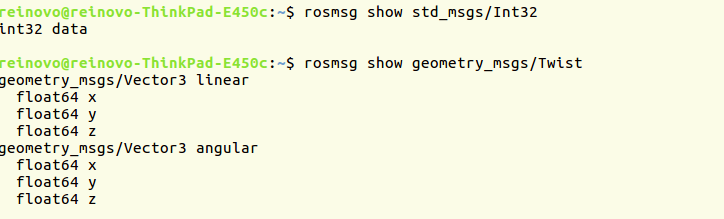 reinovo@reinovo-ThinkPad-E450c:~$ rosmsg show std_msgs/Int32
int32 data
reinovo@reinovo-ThinkPad-E450c:~$ rosmsg show geometry_msgs/Twist
geometry_msgs/Vector3 linear
  float64 x
  float64 y
  float64 z
geometry_msgs/Vector3 angular
  float64 x
  float64 y
  float64 z